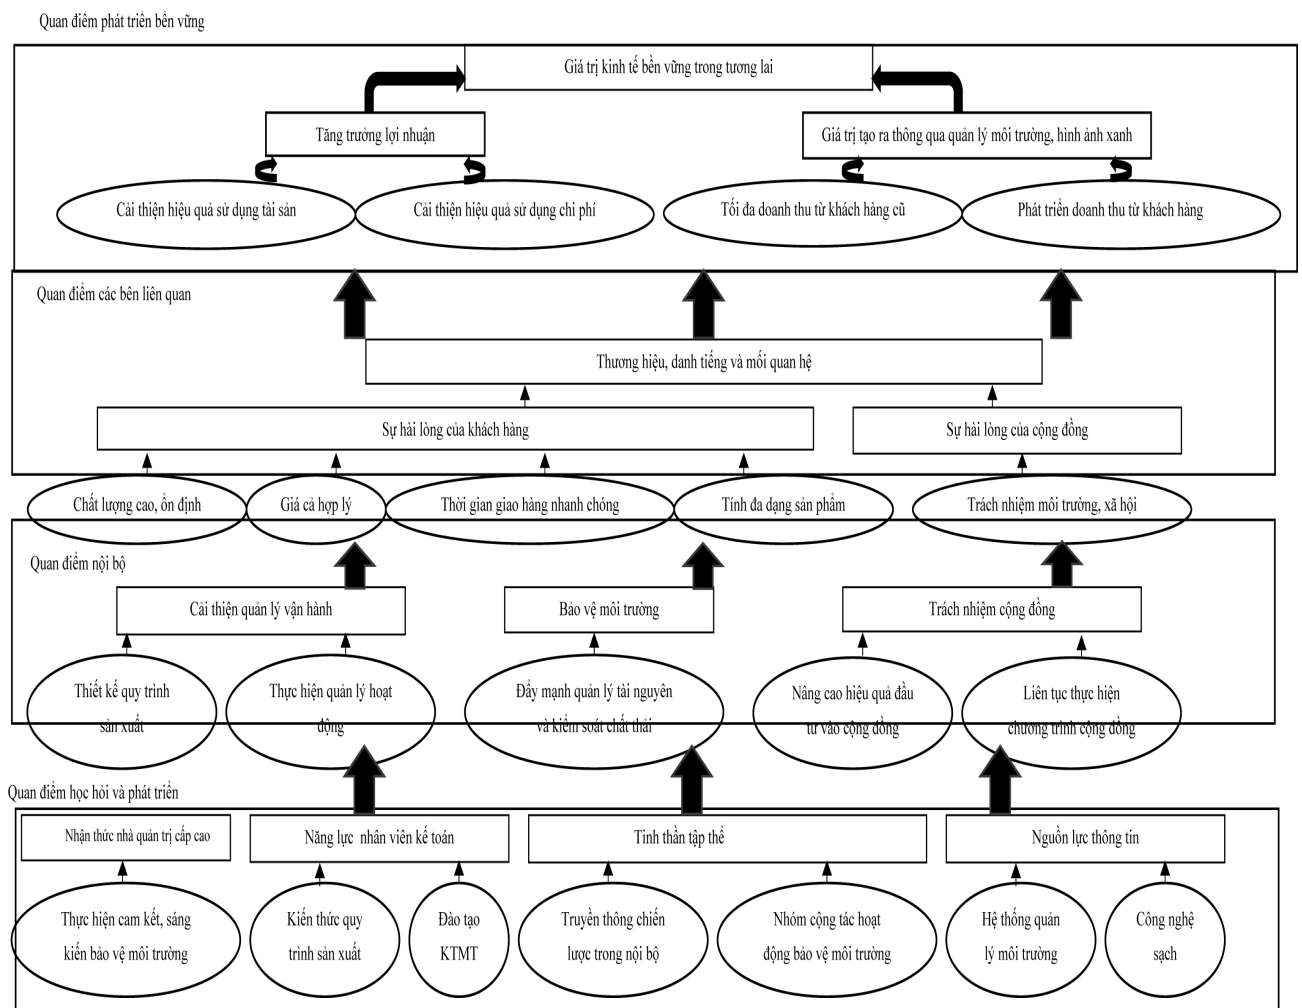 Quan điểm phát triển bền vững
Giá trị kinh tế bền vững trong tương lai
Tăng trưởng lợi nhuận
Giá trị tạo ra thông qua quản lý môi trường, hình ảnh xanh
Cải thiện hiệu quả sử dụng tài sản
Cải thiện hiệu quả sử dụng chi phí
Tối đa doanh thu từ khách hàng cũ
Phát triển doanh thu từ khách hàng
Quan điểm các bên liên quan
Thương hiệu, danh tiếng và mối quan hệ
Sự hài lòng của khách hàng
Sự hài lòng của cộng đồng
Chất lượng cao, ổn định
Giá cả hợp lý
Thời gian giao hàng nhanh chóng
Tính đa dạng sản phẩm
Trách nhiệm môi trường, xã hội
Quan điểm nội bộ
Cải thiện quản lý vận hành
Bảo vệ môi trường
Trách nhiệm cộng đồng
Thiết kế quy trình
sản xuất
Thực hiện quản lý hoạt
động
Đẩy mạnh quản lý tài nguyên
và kiểm soát chất thải
Nâng cao hiệu quả đầu
tư vào cộng đồng
Liên tục thực hiện
chương trình cộng đồng
Quan điểm học hỏi và phát triển
Nhận thức nhà quản trị cấp cao
Năng lực nhân viên kế toán
Tinh thần tập thể
Nguồn lực thông tin
Thực hiện cam kết, sáng
kiến bảo vệ môi trường
Kiến thức quy
trình sản xuất
Đào tạo
KTMT
Truyền thông chiến
lược trong nội bộ
Nhóm cộng tác hoạt
động bảo vệ môi trường
Hệ thống quản
lý môi trường
Công nghệ
sạch